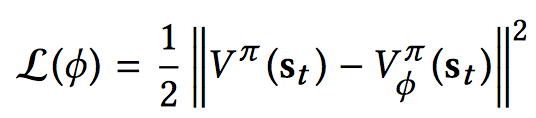 ℒ(ϕ) = 1/2 ‖V^π(𝐬_t) − V_ϕ^π(𝐬_t)‖^2